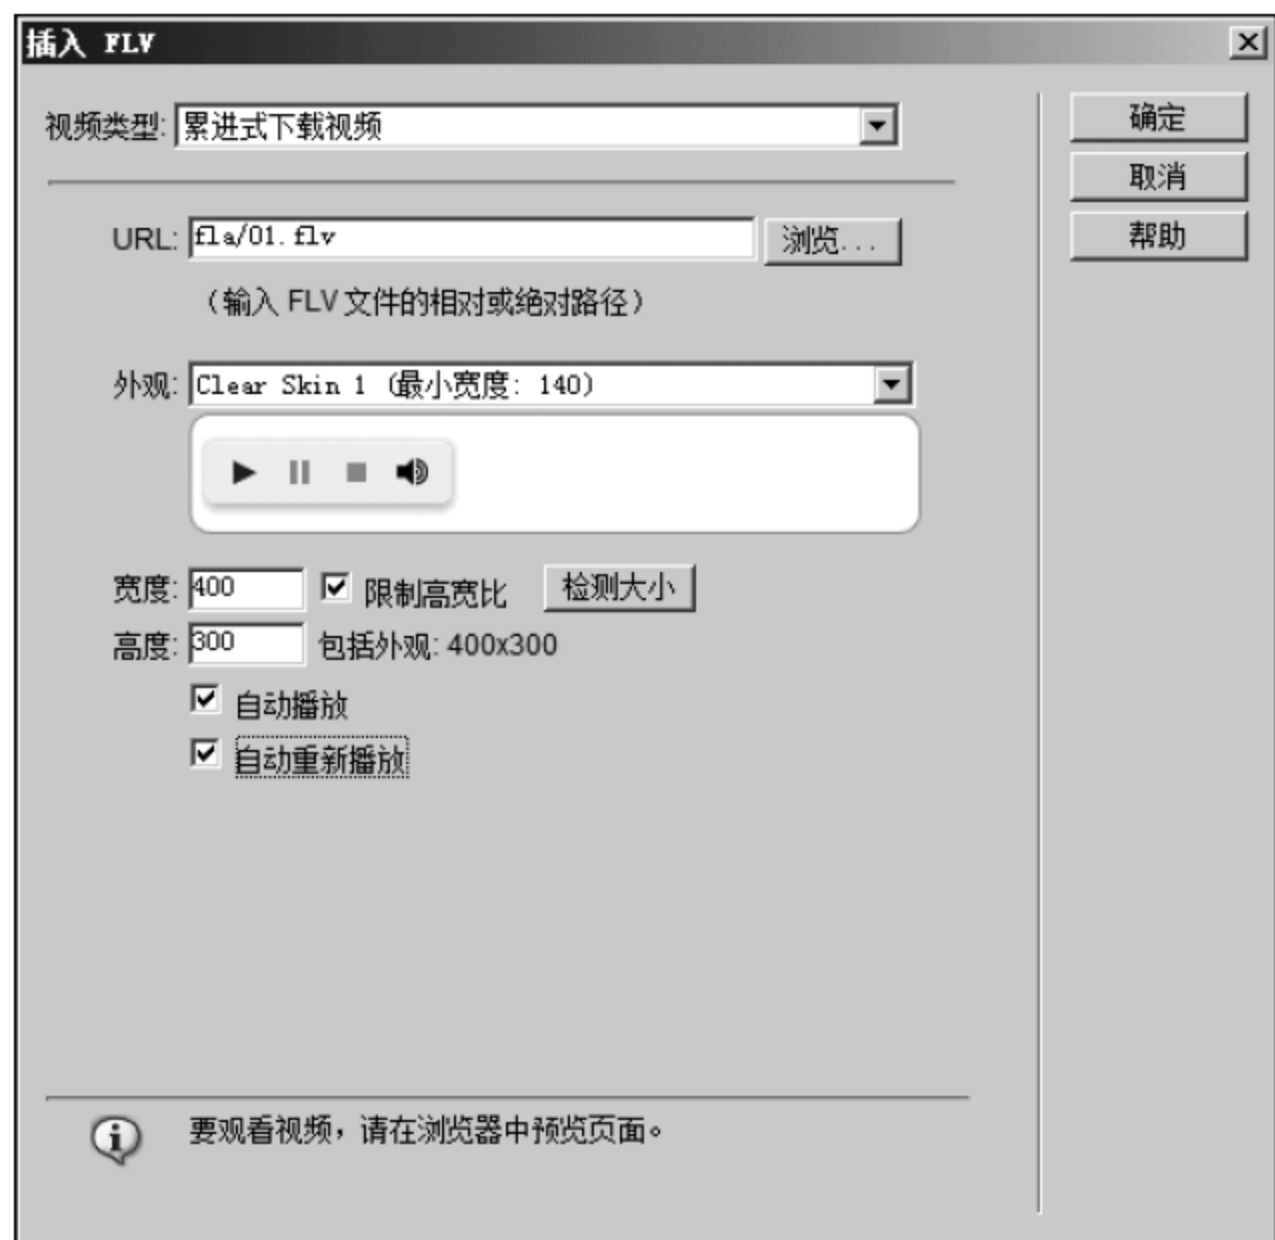 插入 FLV
视频类型: 累进式下载视频
确定
取消
URL: fla/01.flv 浏览...
帮助
（输入 FLV 文件的相对或绝对路径）
外观: Clear Skin 1 (最小宽度: 140)
宽度: 400 限制高宽比 检测大小
高度: 300 包括外观: 400x300
自动播放
自动重新播放
要观看视频，请在浏览器中预览页面。